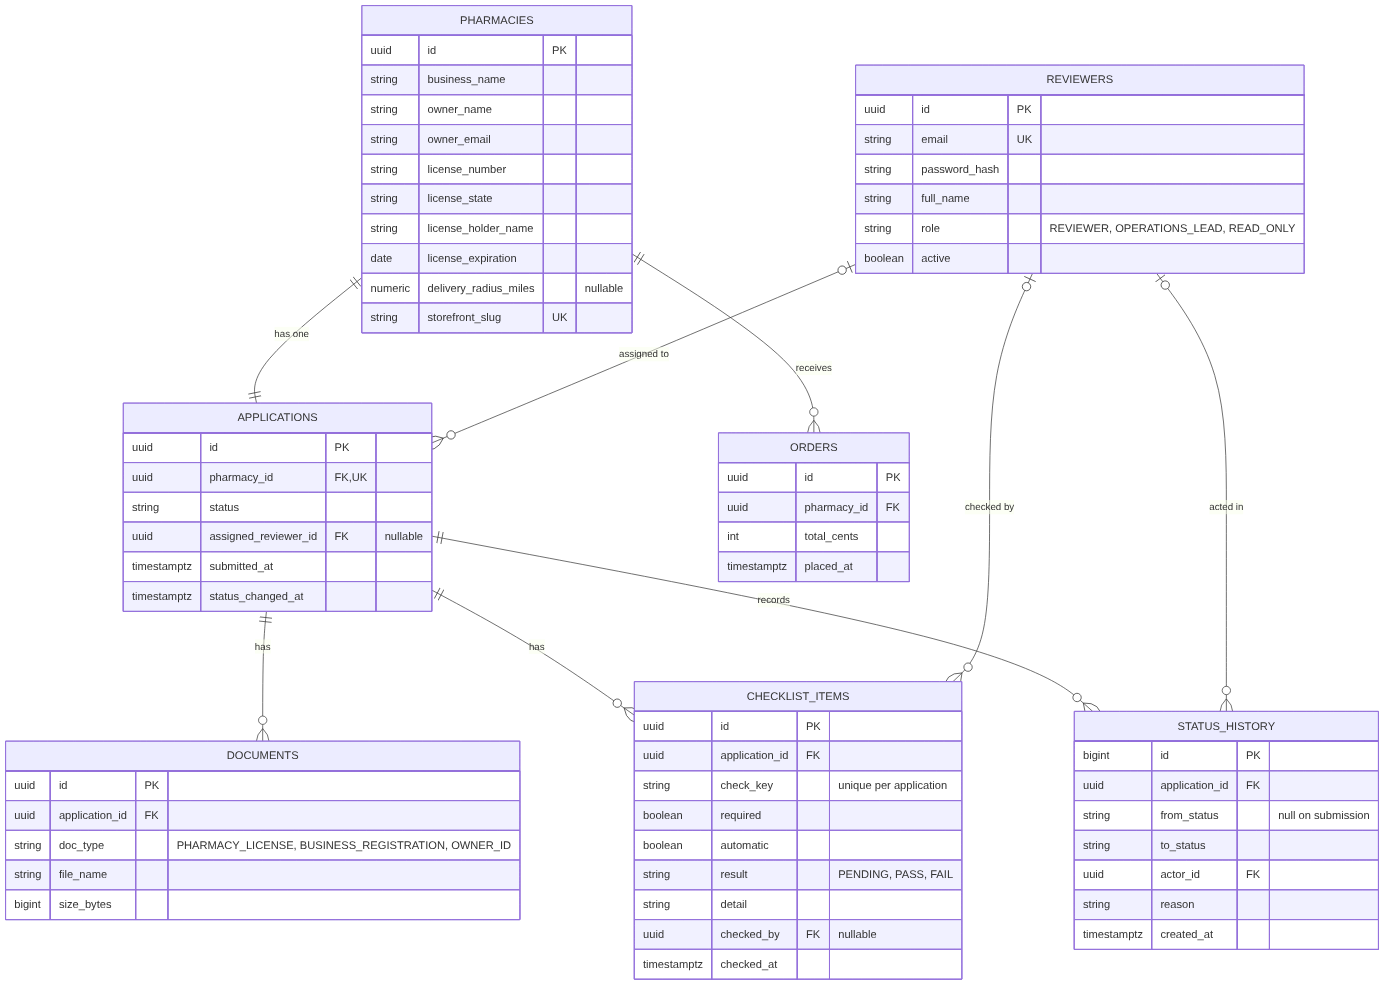 PHARMACIES
uuid id PK
string business_name
string owner_name
string owner_email
string license_number
string license_state
string license_holder_name
date license_expiration
numeric delivery_radius_miles nullable
string storefront_slug UK
REVIEWERS
uuid id PK
string email UK
string password_hash
string full_name
string role REVIEWER, OPERATIONS_LEAD, READ_ONLY
boolean active
has one
assigned to
receives
APPLICATIONS
uuid id PK
uuid pharmacy_id FK,UK
string status
uuid assigned_reviewer_id FK nullable
timestamptz submitted_at
timestamptz status_changed_at
ORDERS
uuid id PK
uuid pharmacy_id FK
int total_cents
timestamptz placed_at
checked by
acted in
records
has
has
DOCUMENTS
uuid id PK
uuid application_id FK
string doc_type PHARMACY_LICENSE, BUSINESS_REGISTRATION, OWNER_ID
string file_name
bigint size_bytes
CHECKLIST_ITEMS
uuid id PK
uuid application_id FK
string check_key unique per application
boolean required
boolean automatic
string result PENDING, PASS, FAIL
string detail
uuid checked_by FK nullable
timestamptz checked_at
STATUS_HISTORY
bigint id PK
uuid application_id FK
string from_status null on submission
string to_status
uuid actor_id FK
string reason
timestamptz created_at